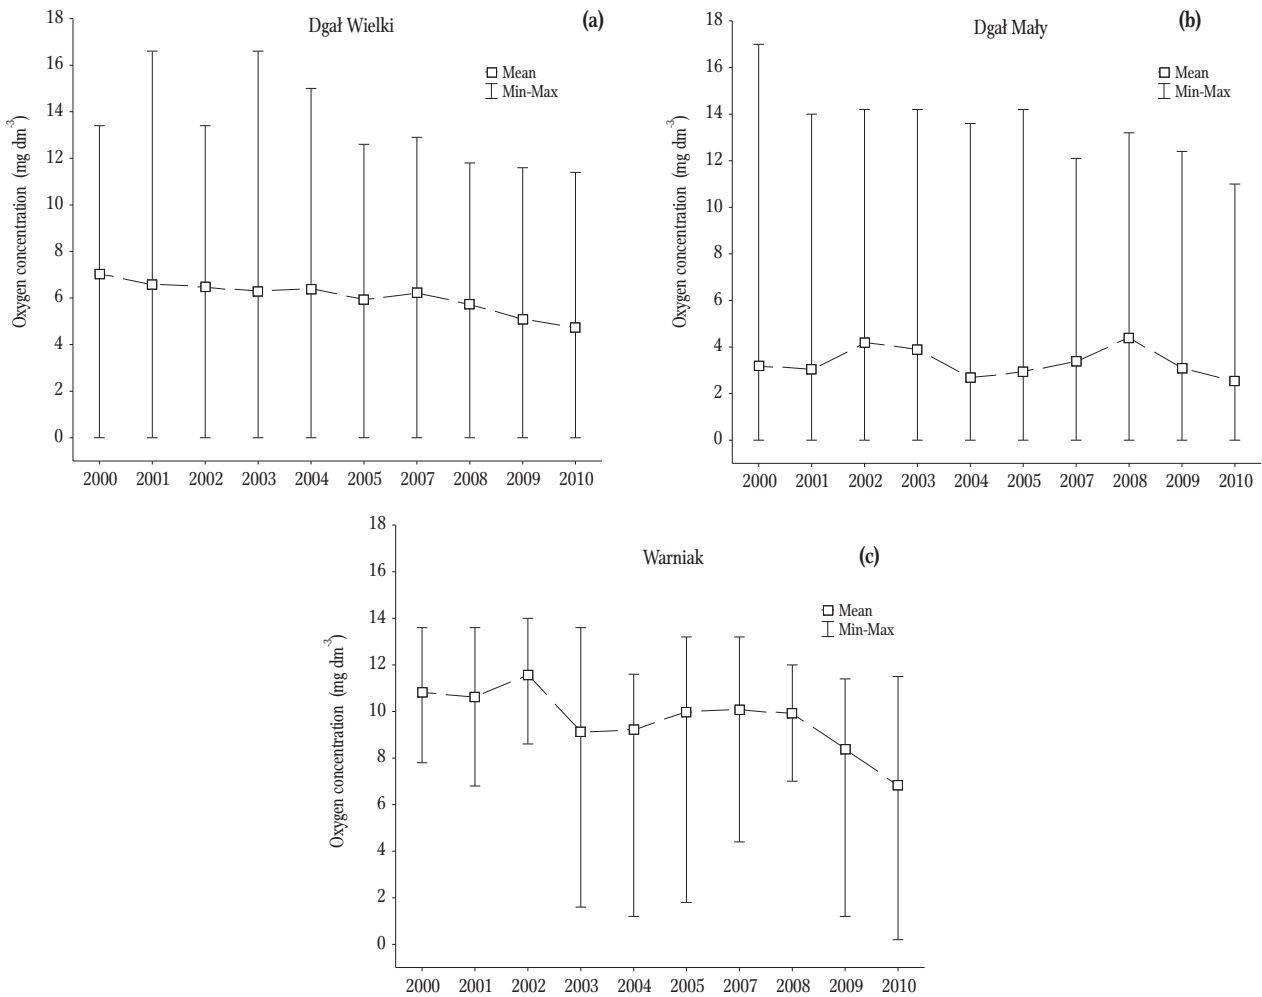 Dgał Wielki
(a)
Mean
Min-Max
Oxygen concentration (mg dm-3)
18
16
14
12
10
8
6
4
2
0
2000 2001 2002 2003 2004 2005 2007 2008 2009 2010
Dgał Mały
(b)
Mean
Min-Max
Oxygen concentration (mg dm-3)
18
16
14
12
10
8
6
4
2
0
2000 2001 2002 2003 2004 2005 2007 2008 2009 2010
Warniak
(c)
Mean
Min-Max
Oxygen concentration (mg dm-3)
18
16
14
12
10
8
6
4
2
0
2000 2001 2002 2003 2004 2005 2007 2008 2009 2010